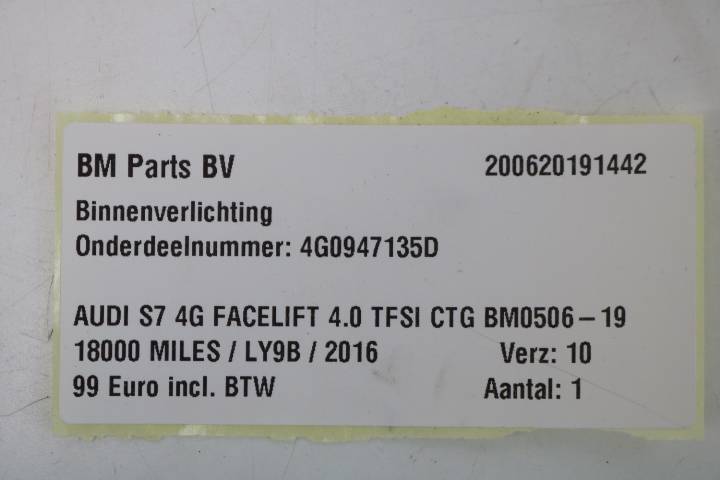 BM Parts BV 200620191442
Binnenverlichting
Onderdeelnummer: 4G0947135D
AUDI S7 4G FACELIFT 4.0 TFSI CTG BM0506-19
18000 MILES / LY9B / 2016 Verz: 10
99 Euro incl. BTW Aantal: 1